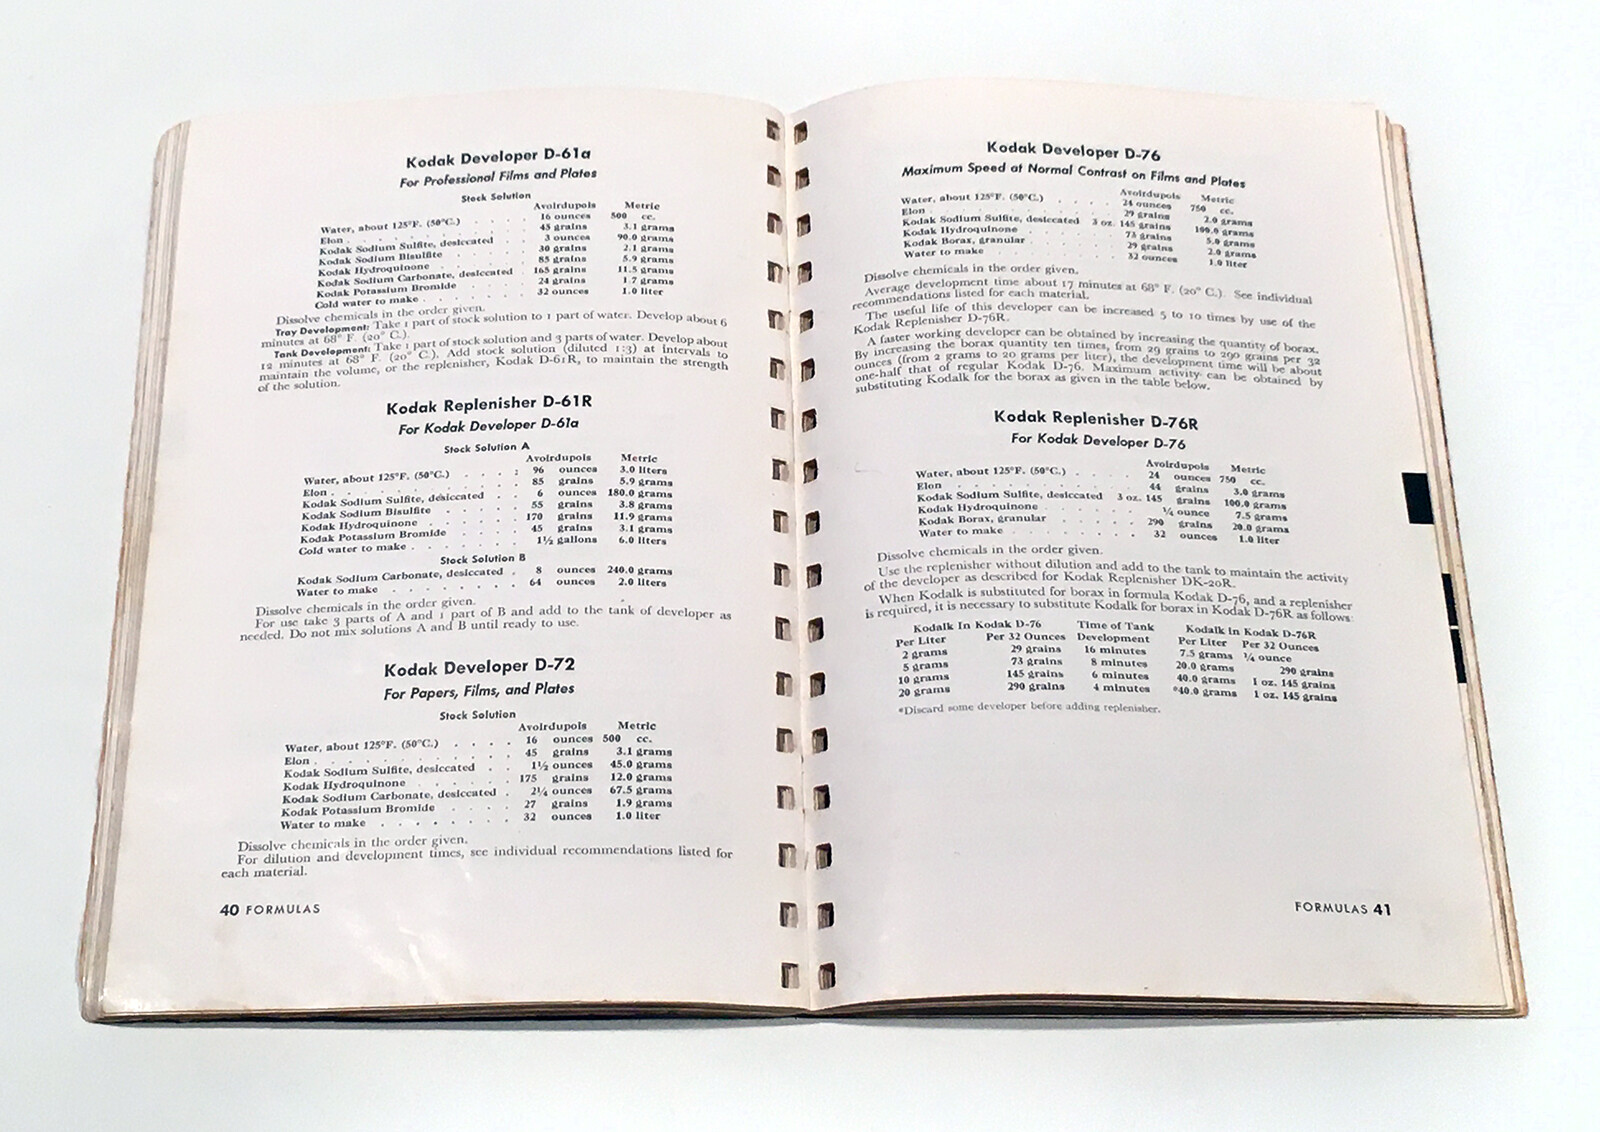 Kodak Developer D-61a
For Professional Films and Plates
Stock Solution
Avoirdupois Metric
Water, about 125°F. (50°C.) . . . . 16 ounces 500 cc.
Elon . . . . . . . . . 45 grains 3.1 grams
Kodak Sodium Sulfite, desiccated . . 3 ounces 90.0 grams
Kodak Sodium Bisulfite . . . . 30 grains 2.1 grams
Kodak Hydroquinone . . . . . 85 grains 5.9 grams
Kodak Sodium Carbonate, desiccated . 165 grains 11.5 grams
Kodak Potassium Bromide . . . . 24 grains 1.7 grams
Cold water to make . . . . . . 32 ounces 1.0 liter
Dissolve chemicals in the order given.
Tray Development: Take 1 part of stock solution to 1 part of water. Develop about 6
minutes at 68° F. (20° C.).
Tank Development: Take 1 part of stock solution and 3 parts of water. Develop about
12 minutes at 68° F. (20° C.). Add stock solution (diluted 1:3) at intervals to
maintain the volume, or the replenisher, Kodak D-61R, to maintain the strength
of the solution.
Kodak Replenisher D-61R
For Kodak Developer D-61a
Stock Solution A
Avoirdupois Metric
Water, about 125°F. (50°C.) . . . . 96 ounces 3.0 liters
Elon . . . . . . . . . 85 grains 5.9 grams
Kodak Sodium Sulfite, desiccated . . 6 ounces 180.0 grams
Kodak Sodium Bisulfite . . . . 55 grains 3.8 grams
Kodak Hydroquinone . . . . . 170 grains 11.9 grams
Kodak Potassium Bromide . . . . 45 grains 3.1 grams
Cold water to make . . . . . . 1½ gallons 6.0 liters
Stock Solution B
Kodak Sodium Carbonate, desiccated . 8 ounces 240.0 grams
Water to make . . . . . . . 64 ounces 2.0 liters
Dissolve chemicals in the order given.
For use take 3 parts of A and 1 part of B and add to the tank of developer as
needed. Do not mix solutions A and B until ready to use.
Kodak Developer D-72
For Papers, Films, and Plates
Stock Solution
Avoirdupois Metric
Water, about 125°F. (50°C.) . . . . 16 ounces 500 cc.
Elon . . . . . . . . . 45 grains 3.1 grams
Kodak Sodium Sulfite, desiccated . . 1½ ounces 45.0 grams
Kodak Hydroquinone . . . . . 175 grains 12.0 grams
Kodak Sodium Carbonate, desiccated . 2¼ ounces 67.5 grams
Kodak Potassium Bromide . . . . 27 grains 1.9 grams
Water to make . . . . . . . 32 ounces 1.0 liter
Dissolve chemicals in the order given.
For dilution and development times, see individual recommendations listed for
each material.
40 FORMULAS
Kodak Developer D-76
Maximum Speed at Normal Contrast on Films and Plates
Avoirdupois Metric
Water, about 125°F. (50°C.) . . . . 24 ounces 750 cc.
Elon . . . . . . . . . 29 grains 2.0 grams
Kodak Sodium Sulfite, desiccated 3 oz. 145 grains 100.0 grams
Kodak Hydroquinone . . . . . 73 grains 5.0 grams
Kodak Borax, granular . . . . . 29 grains 2.0 grams
Water to make . . . . . . . 32 ounces 1.0 liter
Dissolve chemicals in the order given.
Average development time about 17 minutes at 68° F. (20° C.). See individual
recommendations listed for each material.
The useful life of this developer can be increased 5 to 10 times by use of the
Kodak Replenisher D-76R.
A faster working developer can be obtained by increasing the quantity of borax.
By increasing the borax quantity ten times, from 29 grains to 290 grains per 32
ounces (from 2 grams to 20 grams per liter), the development time will be about
one-half that of regular Kodak D-76. Maximum activity can be obtained by
substituting Kodalk for the borax as given in the table below.
Kodak Replenisher D-76R
For Kodak Developer D-76
Avoirdupois Metric
Water, about 125°F. (50°C.) . . . . 24 ounces 750 cc.
Elon . . . . . . . . . 44 grains 3.0 grams
Kodak Sodium Sulfite, desiccated 3 oz. 145 grains 100.0 grams
Kodak Hydroquinone . . . . . ¼ ounce 7.5 grams
Kodak Borax, granular . . . . . 290 grains 20.0 grams
Water to make . . . . . . . 32 ounces 1.0 liter
Dissolve chemicals in the order given.
Use the replenisher without dilution and add to the tank to maintain the activity
of the developer as described for Kodak Replenisher DK-20R.
When Kodalk is substituted for borax in formula Kodak D-76, and a replenisher
is required, it is necessary to substitute Kodalk for borax in Kodak D-76R as follows:
Kodalk In Kodak D-76 Time of Tank Kodalk In Kodak D-76R
Per Liter Per 32 Ounces Development Per Liter Per 32 Ounces
2 grams 29 grains 16 minutes 7.5 grams ¼ ounce
5 grams 73 grains 8 minutes 20.0 grams 290 grains
10 grams 145 grains 6 minutes 40.0 grams 1 oz. 145 grains
20 grams 290 grains 4 minutes *40.0 grams 1 oz. 145 grains
*Discard some developer before adding replenisher.
FORMULAS 41